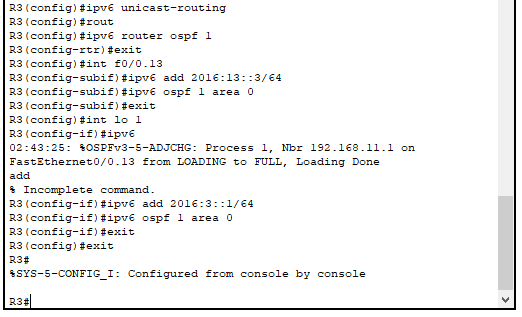 R3(config)#ipv6 unicast-routing
R3(config)#rout
R3(config)#ipv6 router ospf 1
R3(config-rtr)#exit
R3(config)#int f0/0.13
R3(config-subif)#ipv6 add 2016:13::3/64
R3(config-subif)#ipv6 ospf 1 area 0
R3(config-subif)#exit
R3(config)#int lo 1
R3(config-if)#ipv6
02:43:25: %OSPFv3-5-ADJCHG: Process 1, Nbr 192.168.11.1 on
FastEthernet0/0.13 from LOADING to FULL, Loading Done
add
% Incomplete command.
R3(config-if)#ipv6 add 2016:3::1/64
R3(config-if)#ipv6 ospf 1 area 0
R3(config-if)#exit
R3(config)#exit
R3#
%SYS-5-CONFIG_I: Configured from console by console
R3#